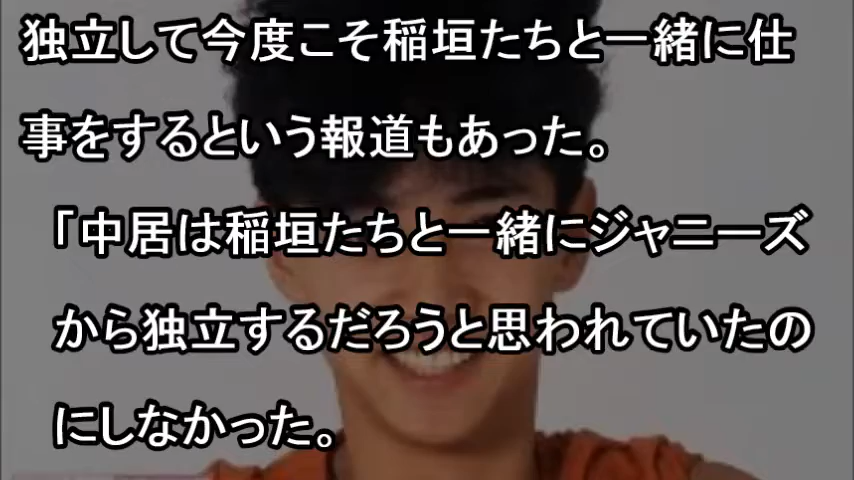 独立して今度こそ稲垣たちと一緒に仕
事をするという報道もあった。
「中居は稲垣たちと一緒にジャニーズ
から独立するだろうと思われていたの
にしなかった。